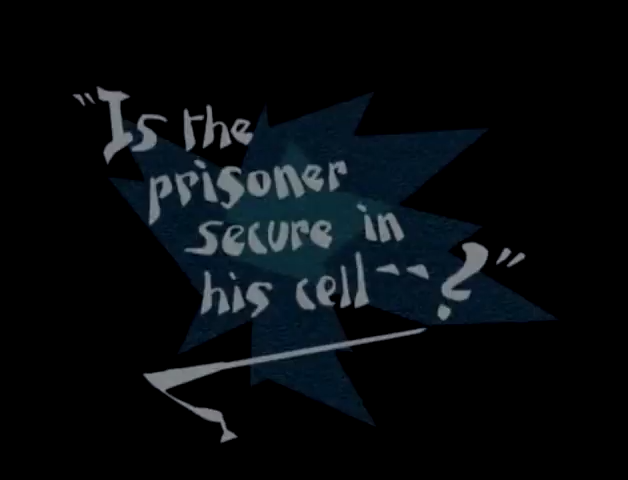 "Is the
prisoner
secure in
his cell--?"